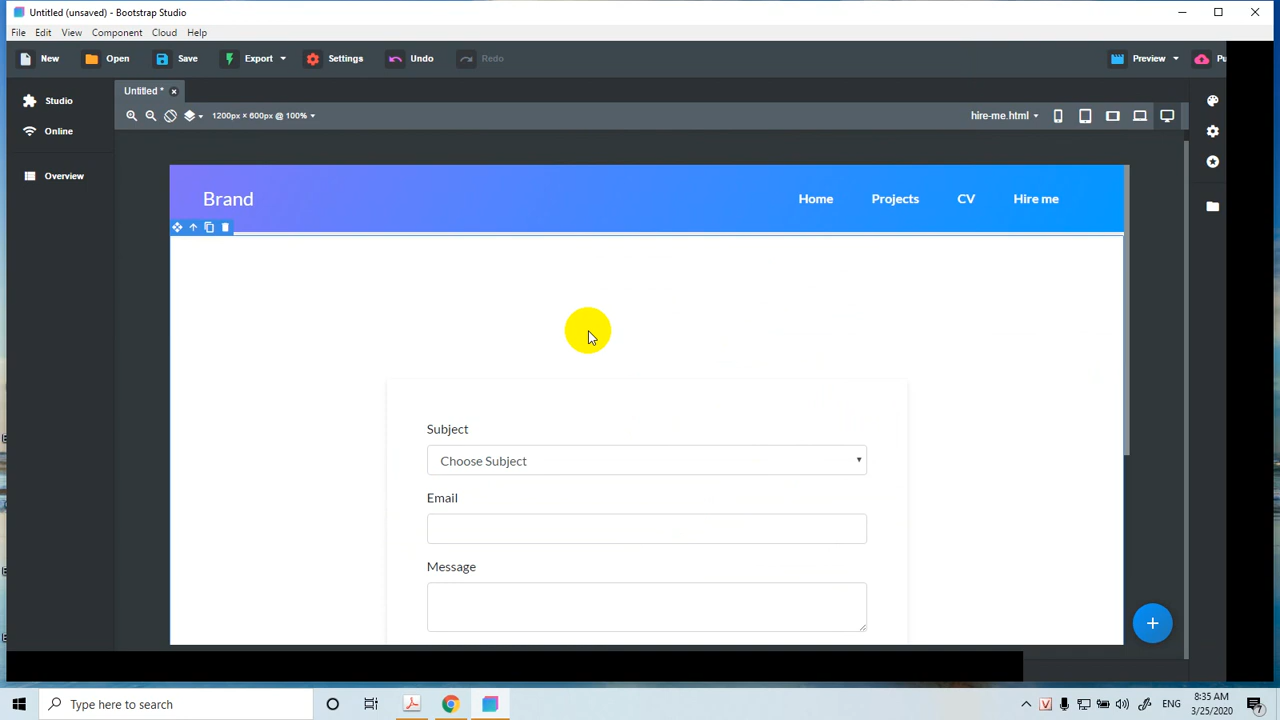 Untitled (unsaved) - Bootstrap Studio
File Edit View Component Cloud Help
New Open Save Export Settings Undo Redo Preview Pu
Untitled *
1200px × 600px @ 100% hire-me.html
Studio
Online
Overview
Brand Home Projects CV Hire me
Subject
Choose Subject
Email
Message
Type here to search
ENG
8:35 AM
3/25/2020
7